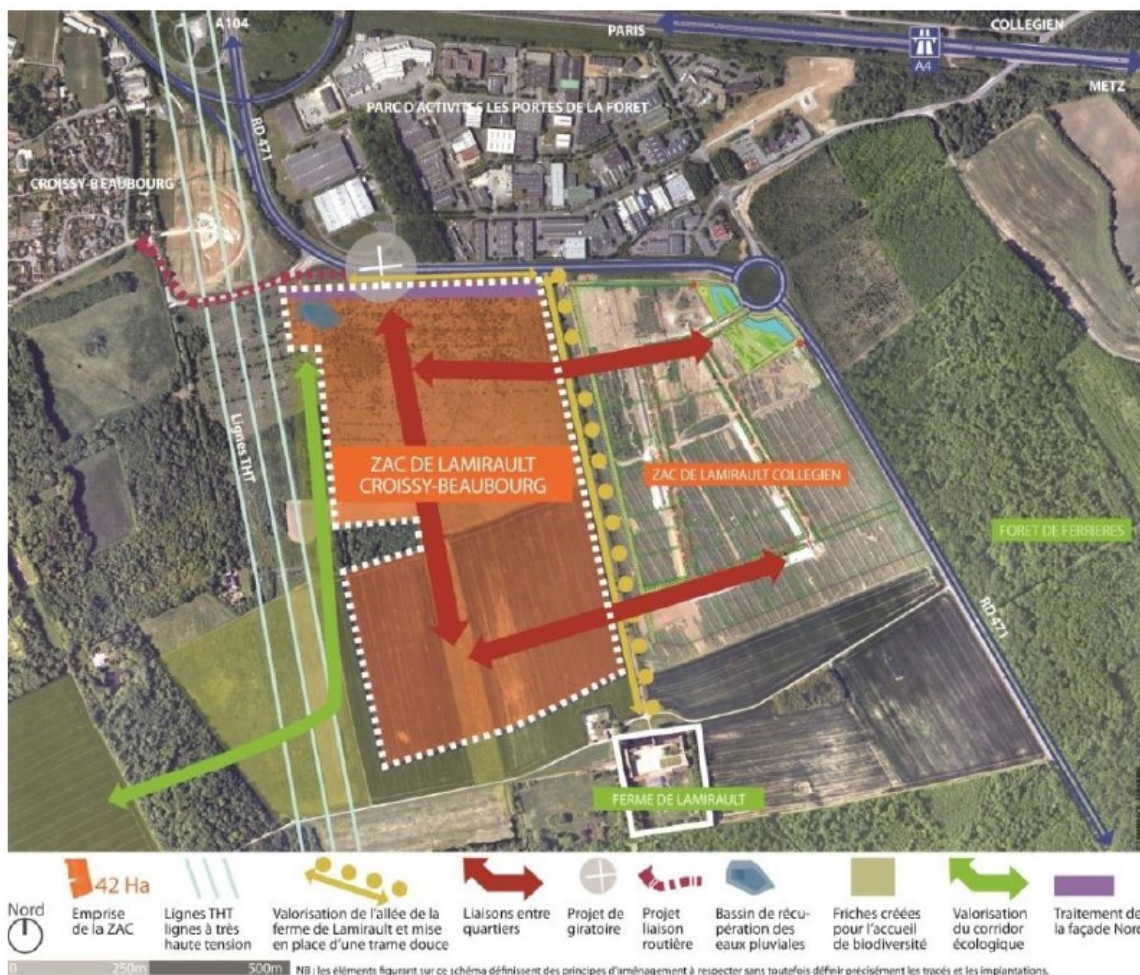 A104
PARIS
COLLEGIEN
A4
METZ
RD 471
PARC D'ACTIVITES LES PORTES DE LA FORET
CROISSY-BEAUBOURG
Lignes THT
ZAC DE LAMIRAULT
CROISSY-BEAUBOURG
ZAC DE LAMIRAULT COLLEGIEN
FORET DE FERRIERES
RD 471
FERME DE LAMIRAULT
Nord
42 Ha
Emprise
de la ZAC
Lignes THT
lignes à très
haute tension
Valorisation de l'allée de la
ferme de Lamirault et mise
en place d'une trame douce
Liaisons entre
quartiers
Projet de
giratoire
Projet
liaison
routière
Bassin de récu-
pération des
eaux pluviales
Friches créées
pour l'accueil
de biodiversité
Valorisation
du corridor
écologique
Traitement de
la façade Nord
0 250m 500m
NB : les éléments figurant sur ce schéma définissent des principes d'aménagement à respecter sans toutefois définir précisément les tracés et les implantations.